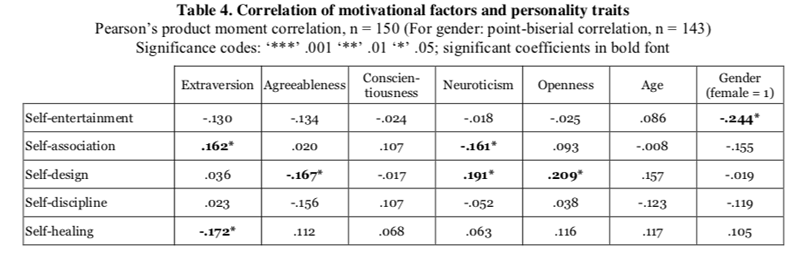 Table 4. Correlation of motivational factors and personality traits
Pearson's product moment correlation, n = 150 (For gender: point-biserial correlation, n = 143)
Significance codes: '***' .001 '**' .01 '*' .05; significant coefficients in bold font
Extraversion Agreeableness Conscien-tiousness Neuroticism Openness Age Gender (female = 1)
Self-entertainment -.130 -.134 -.024 -.018 -.025 .086 -.244*
Self-association .162* .020 .107 -.161* .093 -.008 -.155
Self-design .036 -.167* -.017 .191* .209* .157 -.019
Self-discipline .023 -.156 .107 -.052 .038 -.123 -.119
Self-healing -.172* .112 .068 .063 .116 .117 .105